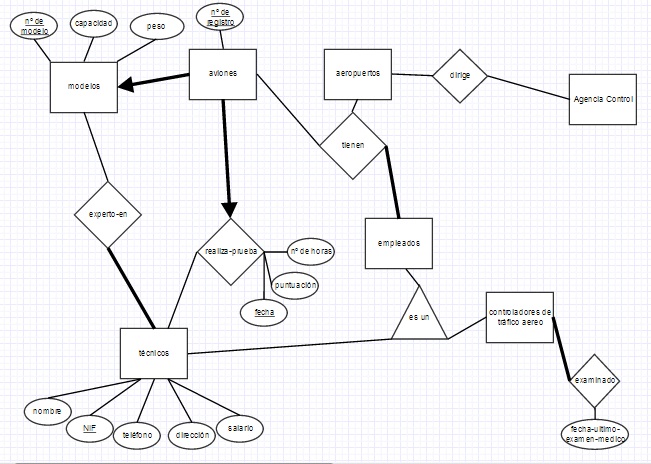 nº de
modelo
capacidad
peso
nº de
registro
modelos
aviones
aeropuertos
dirige
Agencia Control
tienen
experto-en
realiza-prueba
nº de horas
puntuación
fecha
empleados
es un
controladores de
tráfico aereo
técnicos
examinado
nombre
NIF
teléfono
dirección
salario
fecha-ultimo-
examen-medico